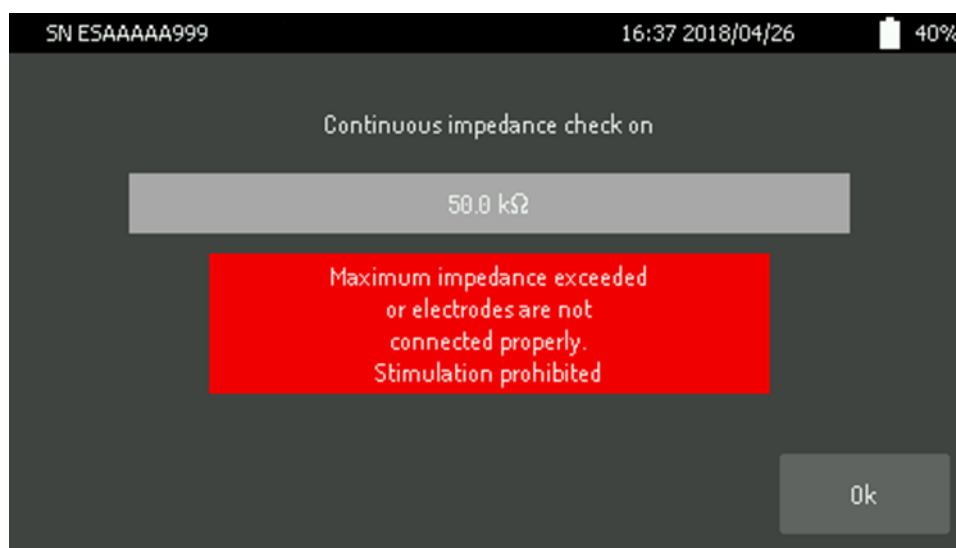 SN ESAAAAA999 16:37 2018/04/26 40%
Continuous impedance check on
50.0 kΩ
Maximum impedance exceeded
or electrodes are not
connected properly.
Stimulation prohibited
Ok